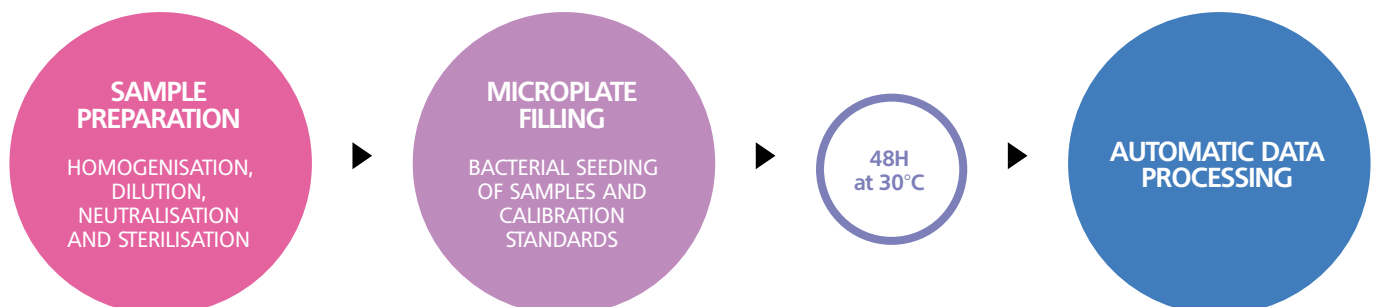 SAMPLE
PREPARATION
HOMOGENISATION,
DILUTION,
NEUTRALISATION
AND STERILISATION
MICROPLATE
FILLING
BACTERIAL SEEDING
OF SAMPLES AND
CALIBRATION
STANDARDS
48H
at 30°C
AUTOMATIC DATA
PROCESSING